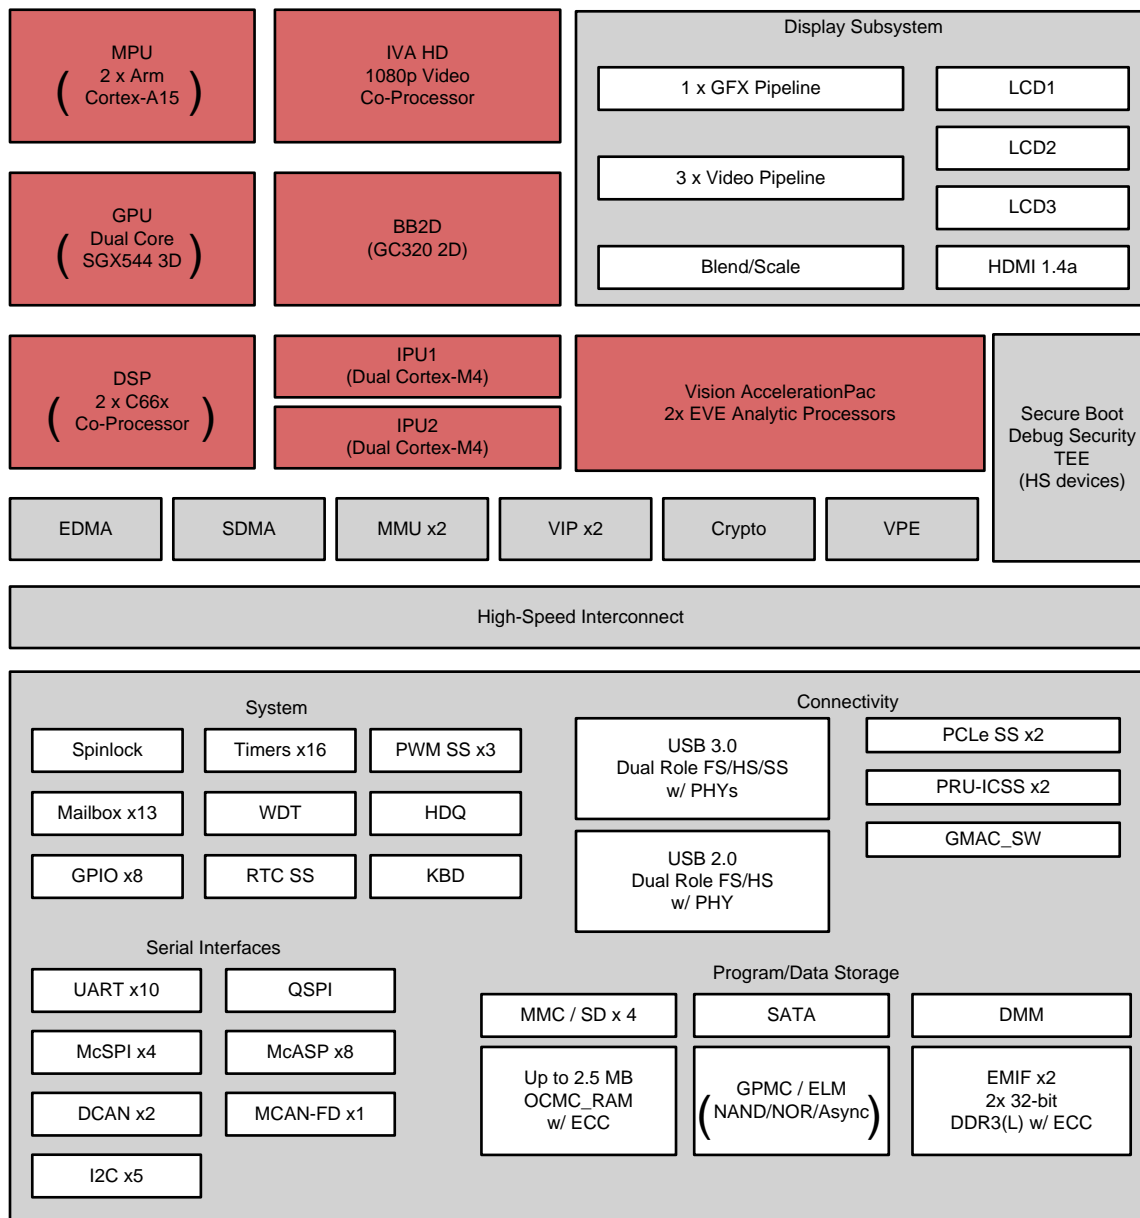 MPU
2 x Arm
Cortex-A15
( )
IVA HD
1080p Video
Co-Processor
Display Subsystem
1 x GFX Pipeline
LCD1
LCD2
3 x Video Pipeline
LCD3
Blend/Scale
HDMI 1.4a
GPU
Dual Core
SGX544 3D
( )
BB2D
(GC320 2D)
DSP
2 x C66x
Co-Processor
( )
IPU1
(Dual Cortex-M4)
IPU2
(Dual Cortex-M4)
Vision AccelerationPac
2x EVE Analytic Processors
Secure Boot
Debug Security
TEE
(HS devices)
EDMA
SDMA
MMU x2
VIP x2
Crypto
VPE
High-Speed Interconnect
System
Spinlock
Timers x16
PWM SS x3
Mailbox x13
WDT
HDQ
GPIO x8
RTC SS
KBD
Connectivity
USB 3.0
Dual Role FS/HS/SS
w/ PHYs
USB 2.0
Dual Role FS/HS
w/ PHY
PCLe SS x2
PRU-ICSS x2
GMAC_SW
Serial Interfaces
UART x10
QSPI
McSPI x4
McASP x8
DCAN x2
MCAN-FD x1
I2C x5
Program/Data Storage
MMC / SD x 4
SATA
DMM
Up to 2.5 MB
OCMC_RAM
w/ ECC
GPMC / ELM
NAND/NOR/Async
( )
EMIF x2
2x 32-bit
DDR3(L) w/ ECC